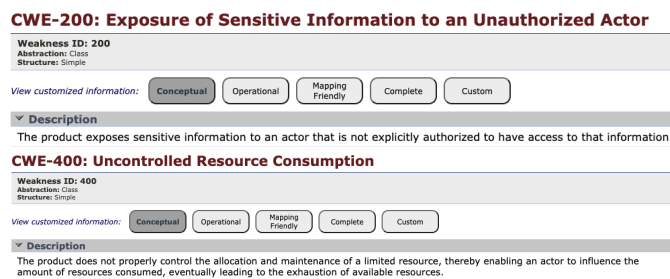 CWE-200: Exposure of Sensitive Information to an Unauthorized Actor
Weakness ID: 200
Abstraction: Class
Structure: Simple
View customized information: Conceptual Operational Mapping Friendly Complete Custom
Description
The product exposes sensitive information to an actor that is not explicitly authorized to have access to that information
CWE-400: Uncontrolled Resource Consumption
Weakness ID: 400
Abstraction: Class
Structure: Simple
View customized information: Conceptual Operational Mapping Friendly Complete Custom
Description
The product does not properly control the allocation and maintenance of a limited resource, thereby enabling an actor to influence the
amount of resources consumed, eventually leading to the exhaustion of available resources.